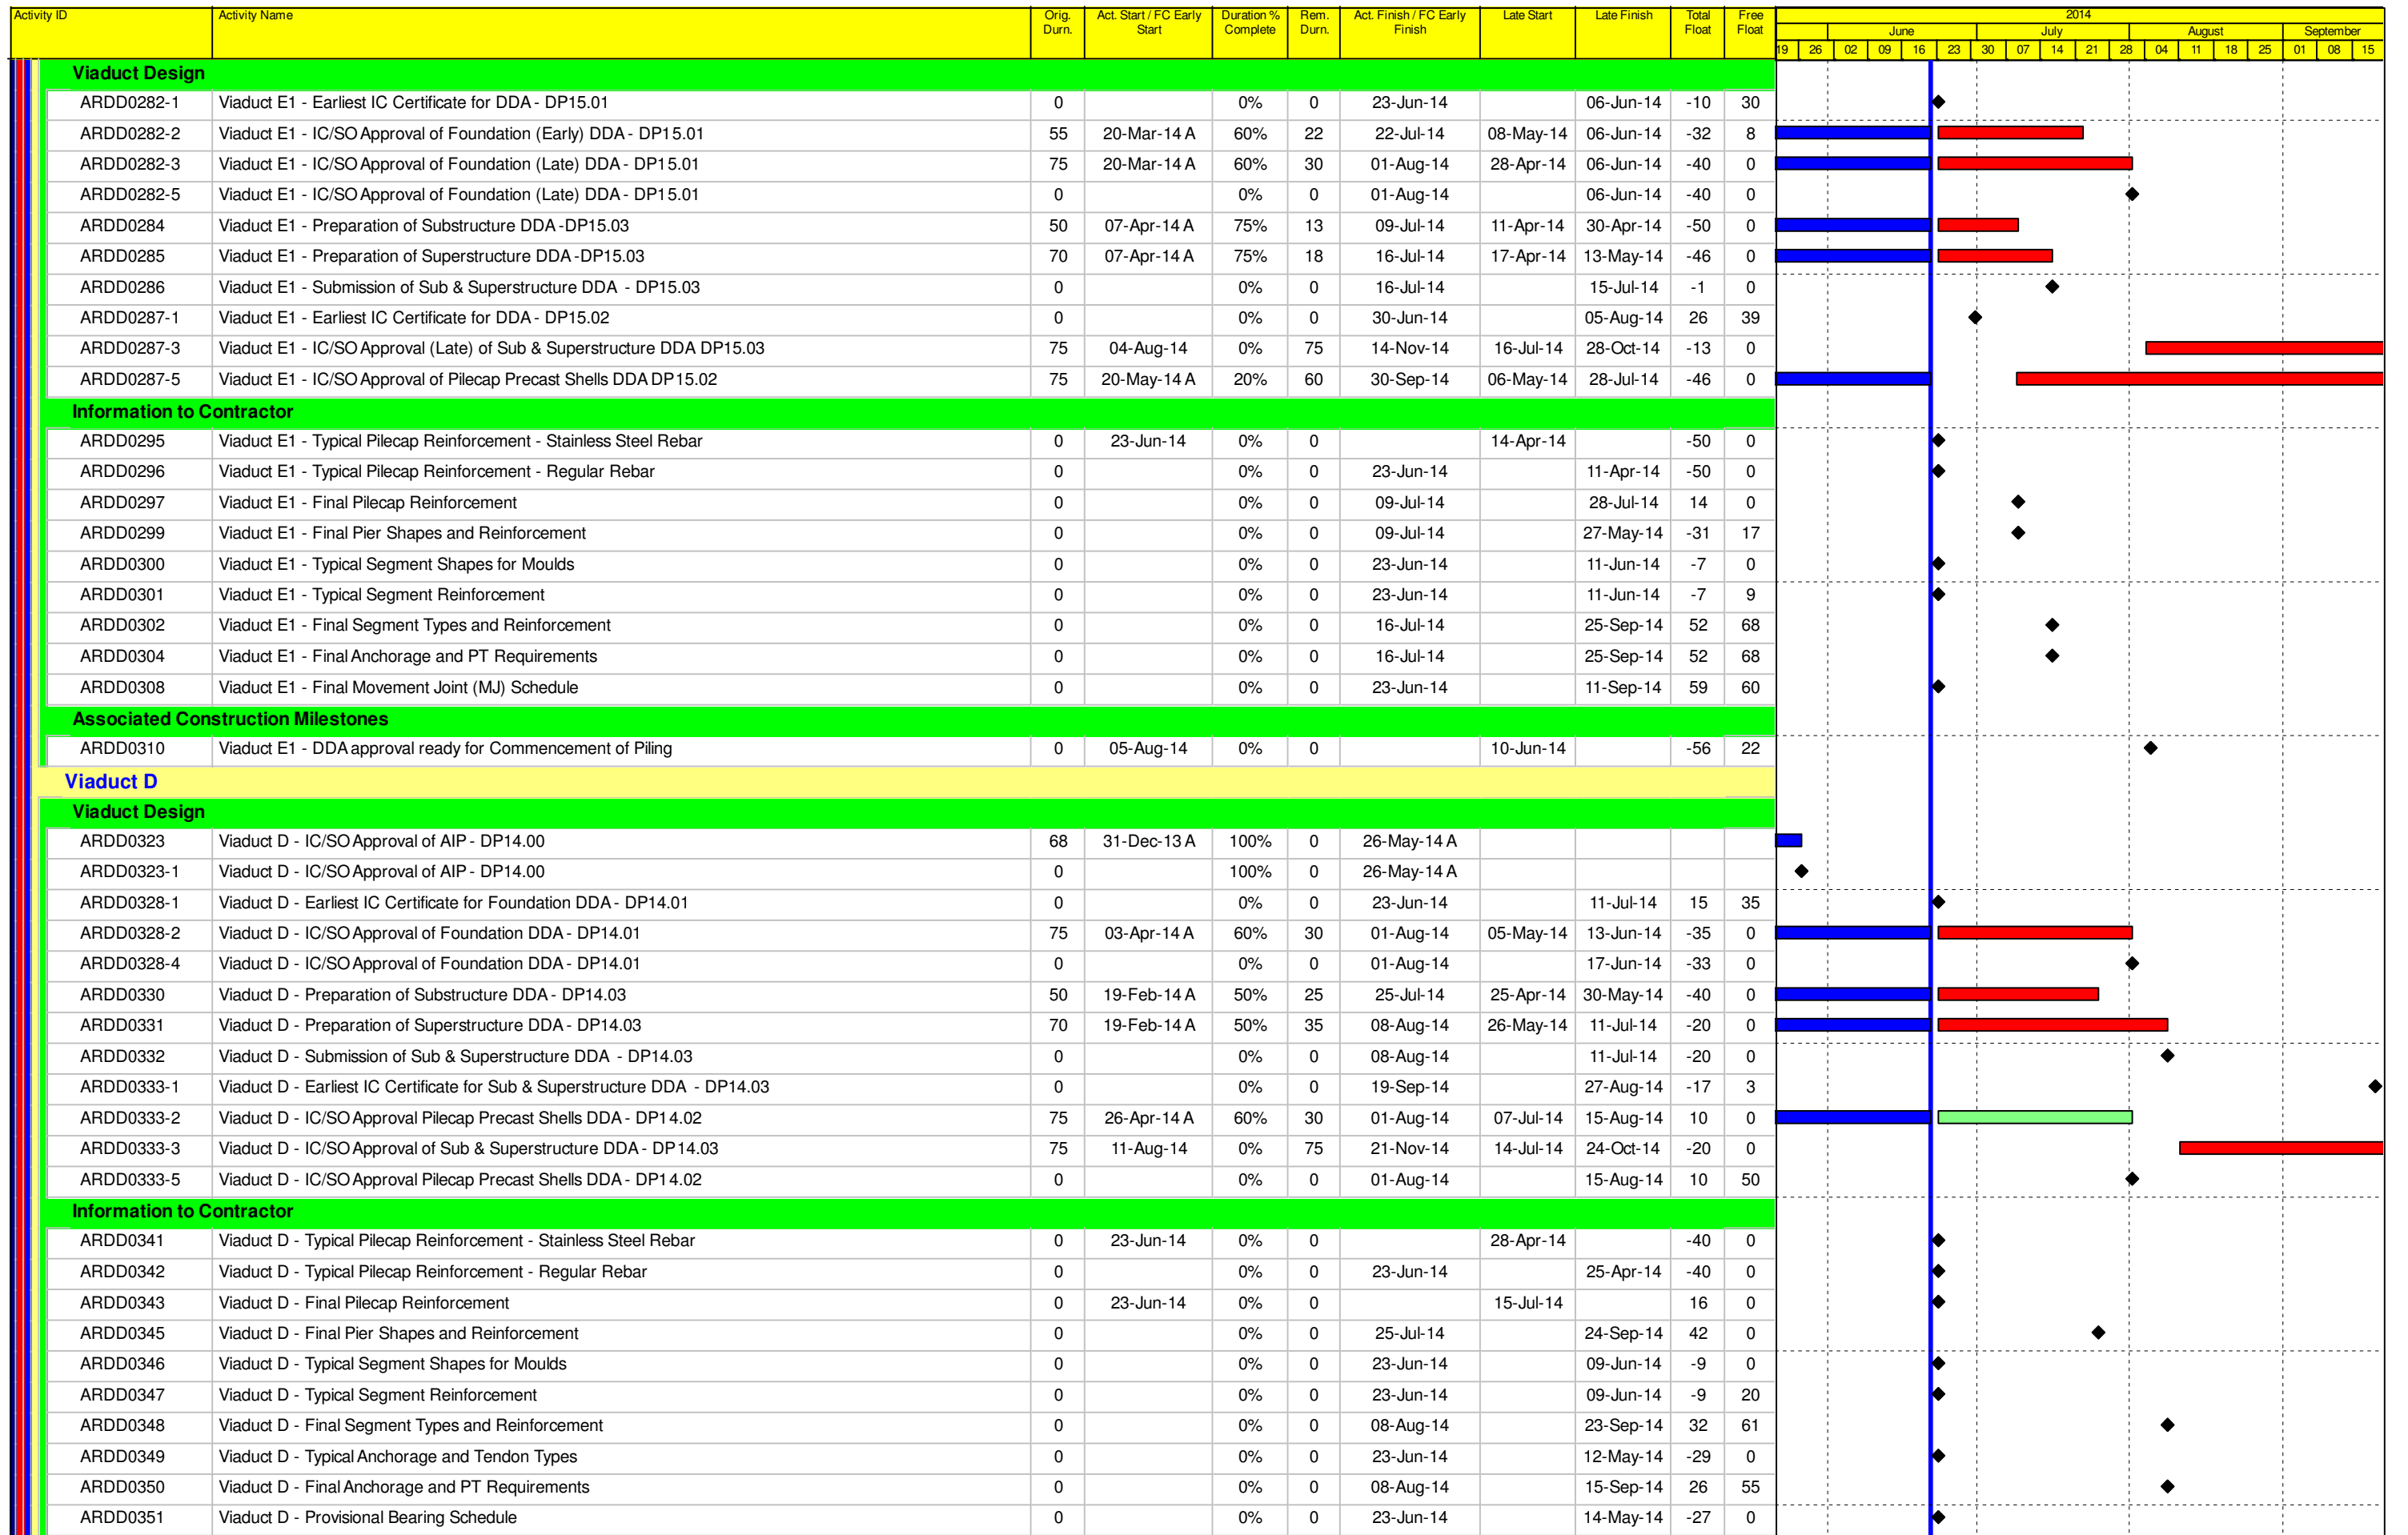 Activity ID Activity Name Orig. Durn. Act. Start / FC Early Start Duration % Complete Rem. Durn. Act. Finish / FC Early Finish Late Start Late Finish Total Float Free Float 2014
June July August September
19 26 02 09 16 23 30 07 14 21 28 04 11 18 25 01 08 15
Viaduct Design
ARDD0282-1 Viaduct E1 - Earliest IC Certificate for DDA - DP15.01 0 0% 0 23-Jun-14 06-Jun-14 -10 30
ARDD0282-2 Viaduct E1 - IC/SO Approval of Foundation (Early) DDA - DP15.01 55 20-Mar-14 A 60% 22 22-Jul-14 08-May-14 06-Jun-14 -32 8
ARDD0282-3 Viaduct E1 - IC/SO Approval of Foundation (Late) DDA - DP15.01 75 20-Mar-14 A 60% 30 01-Aug-14 28-Apr-14 06-Jun-14 -40 0
ARDD0282-5 Viaduct E1 - IC/SO Approval of Foundation (Late) DDA - DP15.01 0 0% 0 01-Aug-14 06-Jun-14 -40 0
ARDD0284 Viaduct E1 - Preparation of Substructure DDA -DP15.03 50 07-Apr-14 A 75% 13 09-Jul-14 11-Apr-14 30-Apr-14 -50 0
ARDD0285 Viaduct E1 - Preparation of Superstructure DDA -DP15.03 70 07-Apr-14 A 75% 18 16-Jul-14 17-Apr-14 13-May-14 -46 0
ARDD0286 Viaduct E1 - Submission of Sub & Superstructure DDA - DP15.03 0 0% 0 16-Jul-14 15-Jul-14 -1 0
ARDD0287-1 Viaduct E1 - Earliest IC Certificate for DDA - DP15.02 0 0% 0 30-Jun-14 05-Aug-14 26 39
ARDD0287-3 Viaduct E1 - IC/SO Approval (Late) of Sub & Superstructure DDA DP15.03 75 04-Aug-14 0% 75 14-Nov-14 16-Jul-14 28-Oct-14 -13 0
ARDD0287-5 Viaduct E1 - IC/SO Approval of Pilecap Precast Shells DDA DP15.02 75 20-May-14 A 20% 60 30-Sep-14 06-May-14 28-Jul-14 -46 0
Information to Contractor
ARDD0295 Viaduct E1 - Typical Pilecap Reinforcement - Stainless Steel Rebar 0 23-Jun-14 0% 0 14-Apr-14 -50 0
ARDD0296 Viaduct E1 - Typical Pilecap Reinforcement - Regular Rebar 0 0% 0 23-Jun-14 11-Apr-14 -50 0
ARDD0297 Viaduct E1 - Final Pilecap Reinforcement 0 0% 0 09-Jul-14 28-Jul-14 14 0
ARDD0299 Viaduct E1 - Final Pier Shapes and Reinforcement 0 0% 0 09-Jul-14 27-May-14 -31 17
ARDD0300 Viaduct E1 - Typical Segment Shapes for Moulds 0 0% 0 23-Jun-14 11-Jun-14 -7 0
ARDD0301 Viaduct E1 - Typical Segment Reinforcement 0 0% 0 23-Jun-14 11-Jun-14 -7 9
ARDD0302 Viaduct E1 - Final Segment Types and Reinforcement 0 0% 0 16-Jul-14 25-Sep-14 52 68
ARDD0304 Viaduct E1 - Final Anchorage and PT Requirements 0 0% 0 16-Jul-14 25-Sep-14 52 68
ARDD0308 Viaduct E1 - Final Movement Joint (MJ) Schedule 0 0% 0 23-Jun-14 11-Sep-14 59 60
Associated Construction Milestones
ARDD0310 Viaduct E1 - DDA approval ready for Commencement of Piling 0 05-Aug-14 0% 0 10-Jun-14 -56 22
Viaduct D
Viaduct Design
ARDD0323 Viaduct D - IC/SO Approval of AIP - DP14.00 68 31-Dec-13 A 100% 0 26-May-14 A
ARDD0323-1 Viaduct D - IC/SO Approval of AIP - DP14.00 0 100% 0 26-May-14 A
ARDD0328-1 Viaduct D - Earliest IC Certificate for Foundation DDA - DP14.01 0 0% 0 23-Jun-14 11-Jul-14 15 35
ARDD0328-2 Viaduct D - IC/SO Approval of Foundation DDA - DP14.01 75 03-Apr-14 A 60% 30 01-Aug-14 05-May-14 13-Jun-14 -35 0
ARDD0328-4 Viaduct D - IC/SO Approval of Foundation DDA - DP14.01 0 0% 0 01-Aug-14 17-Jun-14 -33 0
ARDD0330 Viaduct D - Preparation of Substructure DDA - DP14.03 50 19-Feb-14 A 50% 25 25-Jul-14 25-Apr-14 30-May-14 -40 0
ARDD0331 Viaduct D - Preparation of Superstructure DDA - DP14.03 70 19-Feb-14 A 50% 35 08-Aug-14 26-May-14 11-Jul-14 -20 0
ARDD0332 Viaduct D - Submission of Sub & Superstructure DDA - DP14.03 0 0% 0 08-Aug-14 11-Jul-14 -20 0
ARDD0333-1 Viaduct D - Earliest IC Certificate for Sub & Superstructure DDA - DP14.03 0 0% 0 19-Sep-14 27-Aug-14 -17 3
ARDD0333-2 Viaduct D - IC/SO Approval Pilecap Precast Shells DDA - DP14.02 75 26-Apr-14 A 60% 30 01-Aug-14 07-Jul-14 15-Aug-14 10 0
ARDD0333-3 Viaduct D - IC/SO Approval of Sub & Superstructure DDA - DP14.03 75 11-Aug-14 0% 75 21-Nov-14 14-Jul-14 24-Oct-14 -20 0
ARDD0333-5 Viaduct D - IC/SO Approval Pilecap Precast Shells DDA - DP14.02 0 0% 0 01-Aug-14 15-Aug-14 10 50
Information to Contractor
ARDD0341 Viaduct D - Typical Pilecap Reinforcement - Stainless Steel Rebar 0 23-Jun-14 0% 0 28-Apr-14 -40 0
ARDD0342 Viaduct D - Typical Pilecap Reinforcement - Regular Rebar 0 0% 0 23-Jun-14 25-Apr-14 -40 0
ARDD0343 Viaduct D - Final Pilecap Reinforcement 0 23-Jun-14 0% 0 15-Jul-14 16 0
ARDD0345 Viaduct D - Final Pier Shapes and Reinforcement 0 0% 0 25-Jul-14 24-Sep-14 42 0
ARDD0346 Viaduct D - Typical Segment Shapes for Moulds 0 0% 0 23-Jun-14 09-Jun-14 -9 0
ARDD0347 Viaduct D - Typical Segment Reinforcement 0 0% 0 23-Jun-14 09-Jun-14 -9 20
ARDD0348 Viaduct D - Final Segment Types and Reinforcement 0 0% 0 08-Aug-14 23-Sep-14 32 61
ARDD0349 Viaduct D - Typical Anchorage and Tendon Types 0 0% 0 23-Jun-14 12-May-14 -29 0
ARDD0350 Viaduct D - Final Anchorage and PT Requirements 0 0% 0 08-Aug-14 15-Sep-14 26 55
ARDD0351 Viaduct D - Provisional Bearing Schedule 0 0% 0 23-Jun-14 14-May-14 -27 0